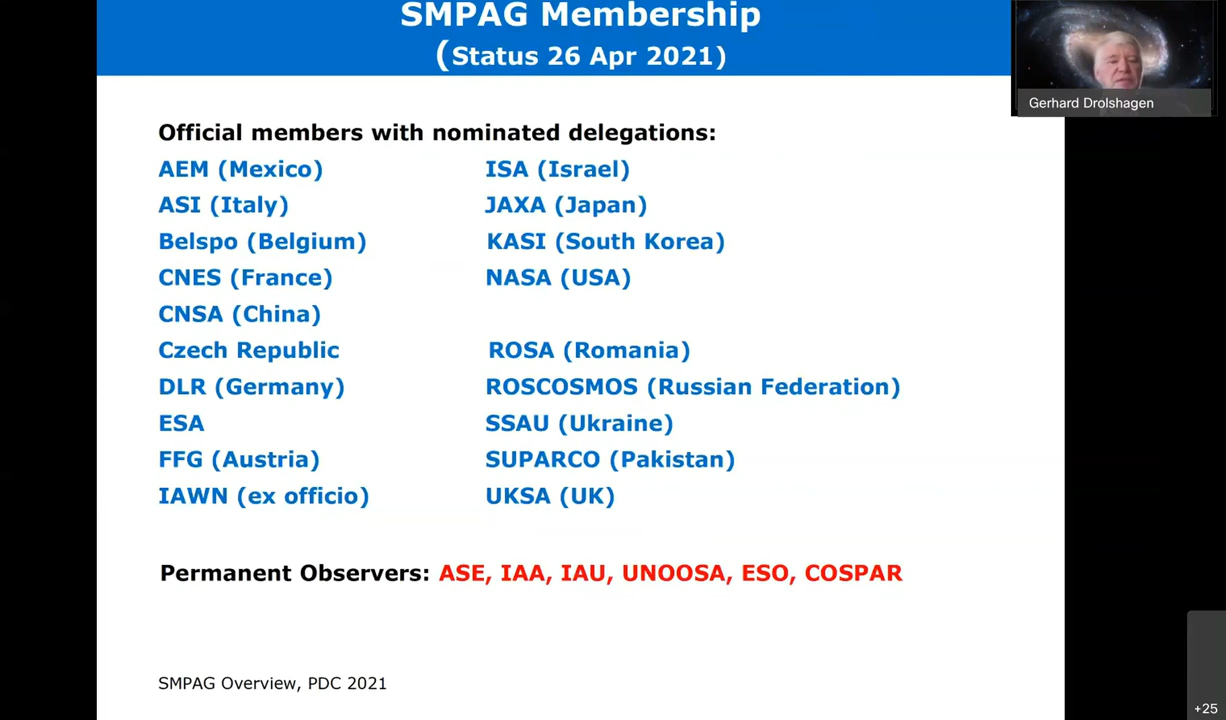 SMPAG Membership
(Status 26 Apr 2021)
Gerhard Drolshagen
Official members with nominated delegations:
AEM (Mexico)
ASI (Italy)
Belspo (Belgium)
CNES (France)
CNSA (China)
Czech Republic
DLR (Germany)
ESA
FFG (Austria)
IAWN (ex officio)
ISA (Israel)
JAXA (Japan)
KASI (South Korea)
NASA (USA)
ROSA (Romania)
ROSCOSMOS (Russian Federation)
SSAU (Ukraine)
SUPARCO (Pakistan)
UKSA (UK)
Permanent Observers: ASE, IAA, IAU, UNOOSA, ESO, COSPAR
SMPAG Overview, PDC 2021
+25